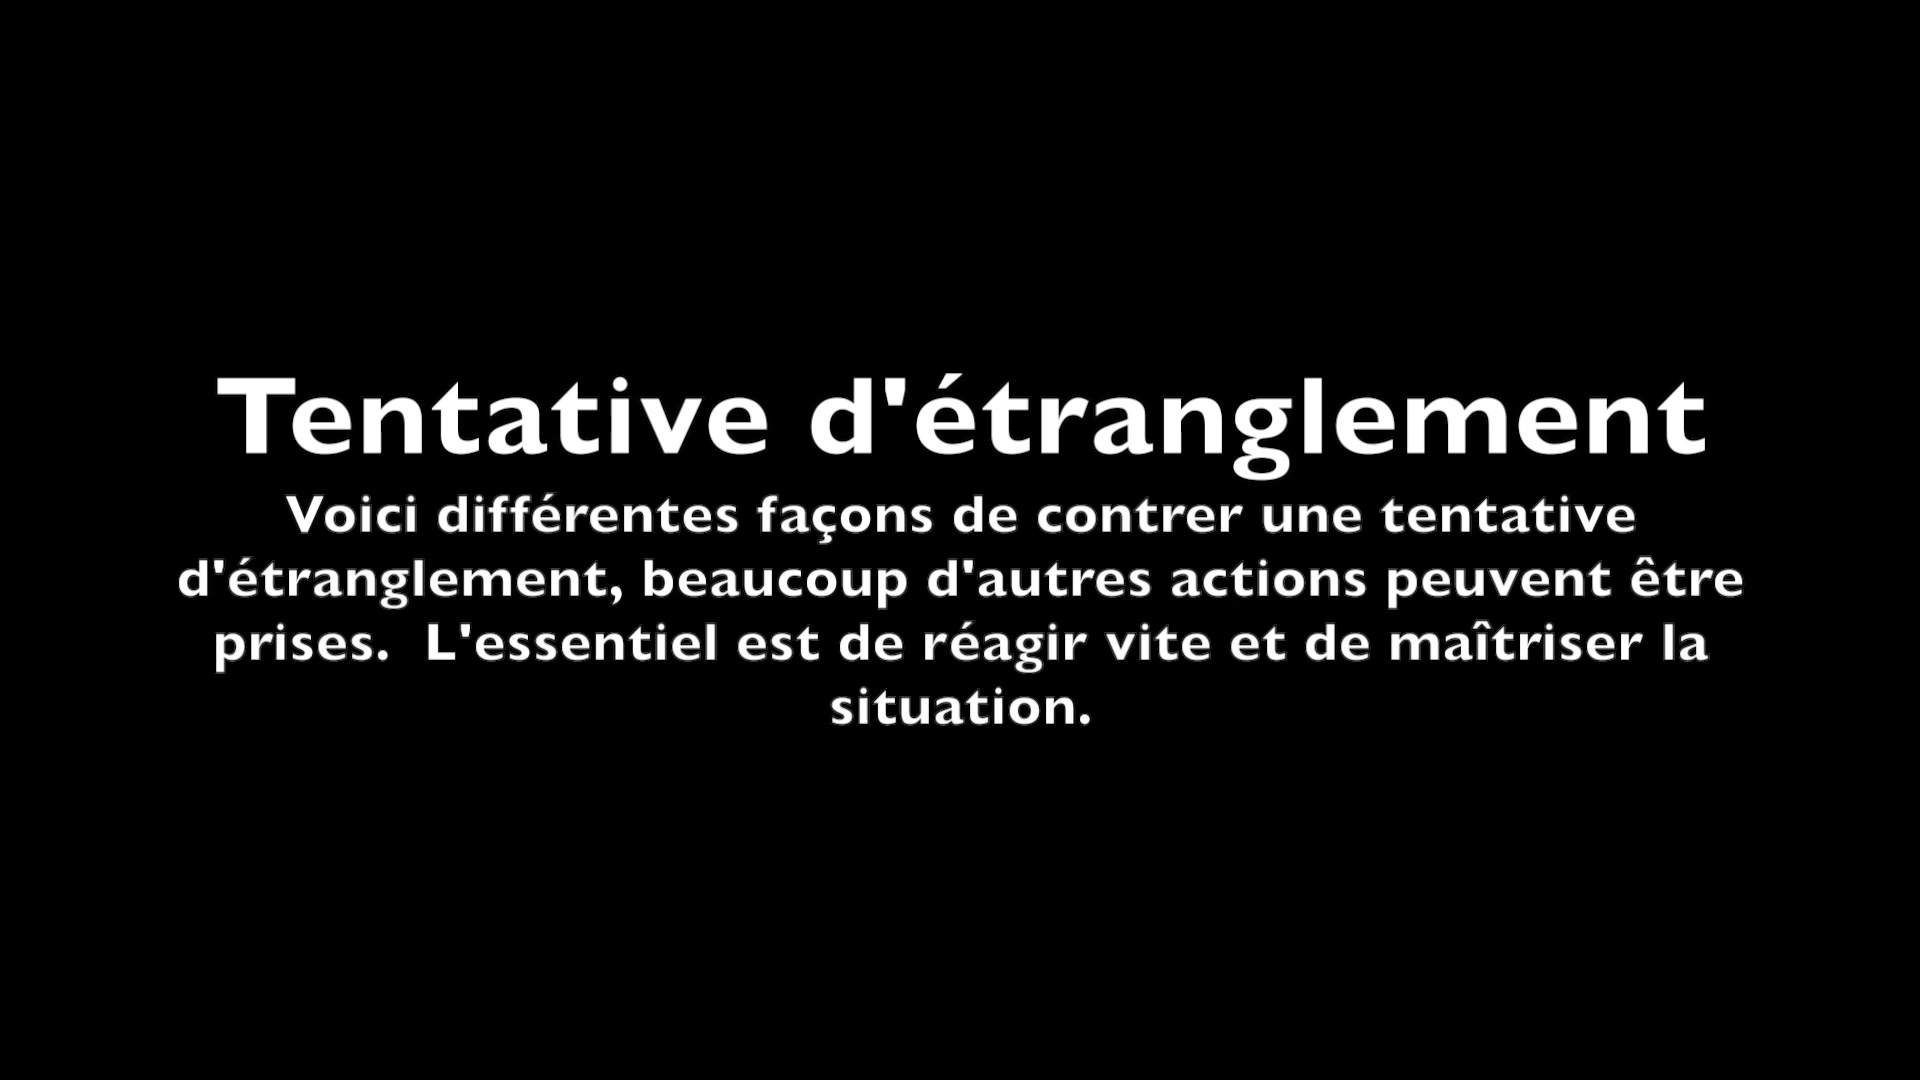 Tentative d'étranglement
Voici différentes façons de contrer une tentative
d'étranglement, beaucoup d'autres actions peuvent être
prises.  L'essentiel est de réagir vite et de maîtriser la
situation.